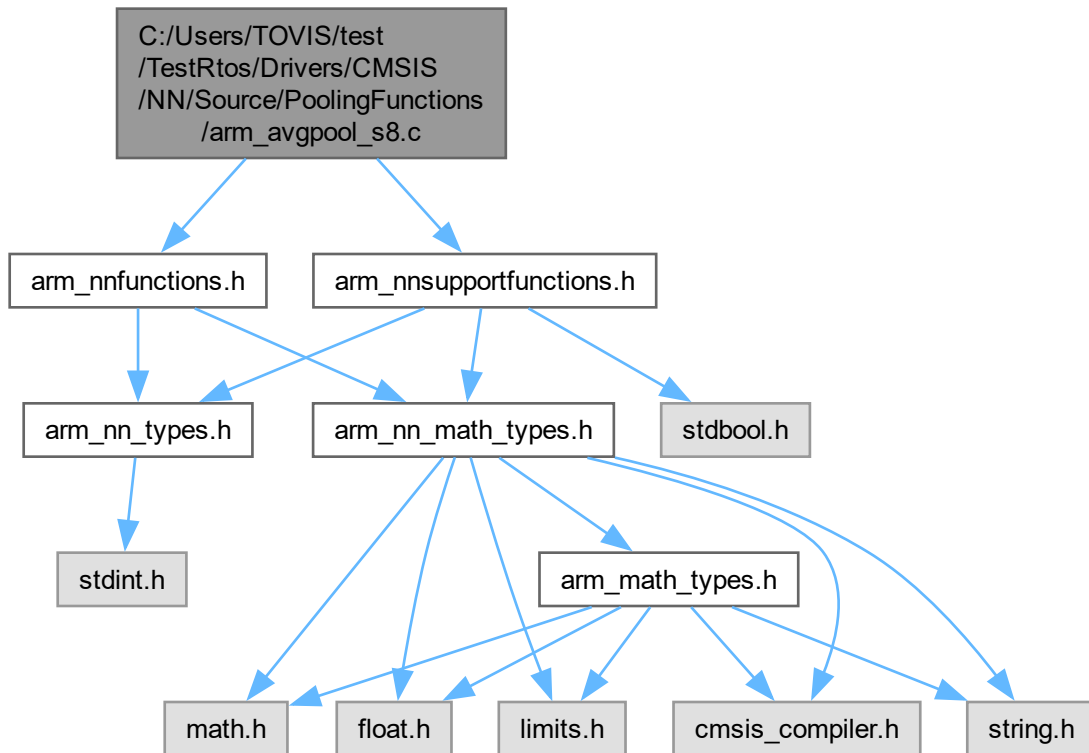 C:/Users/TOVIS/test
/TestRtos/Drivers/CMSIS
/NN/Source/PoolingFunctions
/arm_avgpool_s8.c
arm_nnfunctions.h
arm_nnsupportfunctions.h
arm_nn_types.h
arm_nn_math_types.h
stdbool.h
stdint.h
arm_math_types.h
math.h
float.h
limits.h
cmsis_compiler.h
string.h